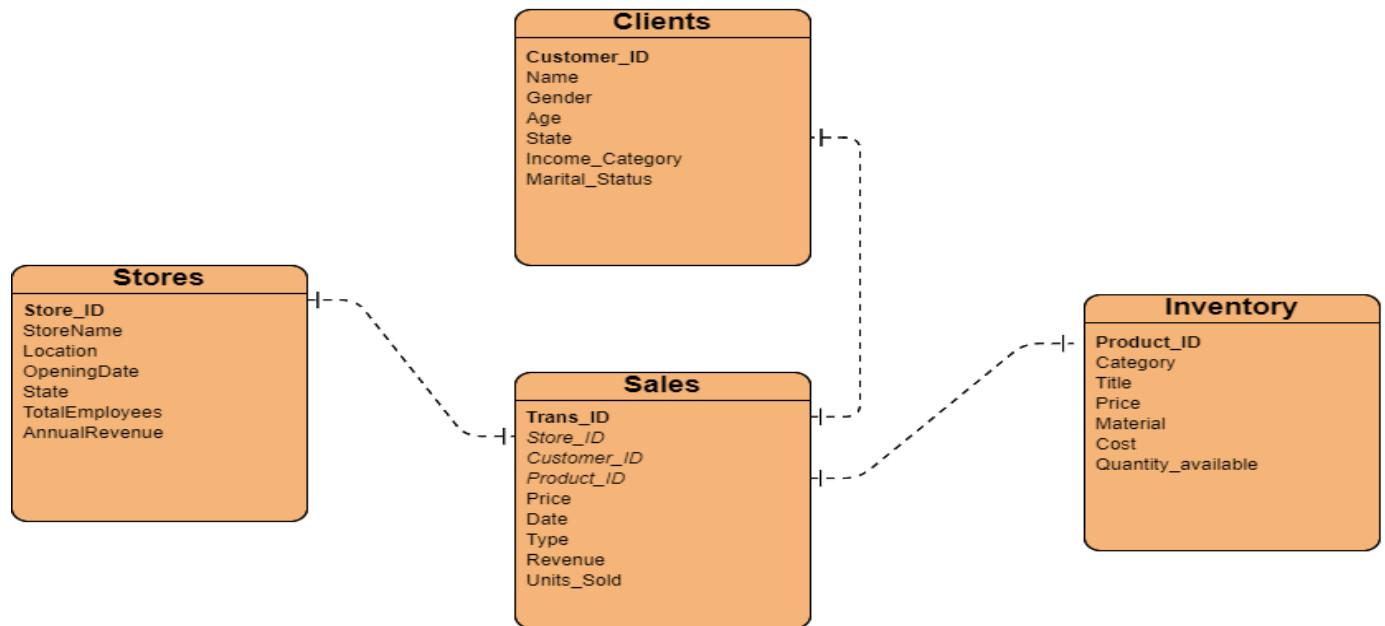 Clients
Customer_ID
Name
Gender
Age
State
Income_Category
Marital_Status
Stores
Store_ID
StoreName
Location
OpeningDate
State
TotalEmployees
AnnualRevenue
Sales
Trans_ID
Store_ID
Customer_ID
Product_ID
Price
Date
Type
Revenue
Units_Sold
Inventory
Product_ID
Category
Title
Price
Material
Cost
Quantity_available